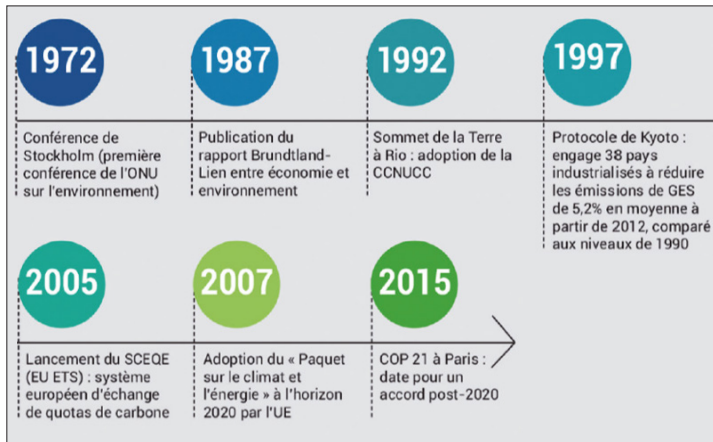 1972
1987
1992
1997
Conférence de
Stockholm (première
conférence de l'ONU
sur l'environnement)
Publication du
rapport Brundtland-
Lien entre économie et
environnement
Sommet de la Terre
à Rio : adoption de la
CCNUCC
Protocole de Kyoto :
engage 38 pays
industrialisés à réduire
les émissions de GES
de 5,2% en moyenne à
partir de 2012, comparé
aux niveaux de 1990
2005
2007
2015
Lancement du SCEQE
(EU ETS) : système
européen d'échange
de quotas de carbone
Adoption du « Paquet
sur le climat et
l'énergie » à l'horizon
2020 par l'UE
COP 21 à Paris :
date pour un
accord post-2020